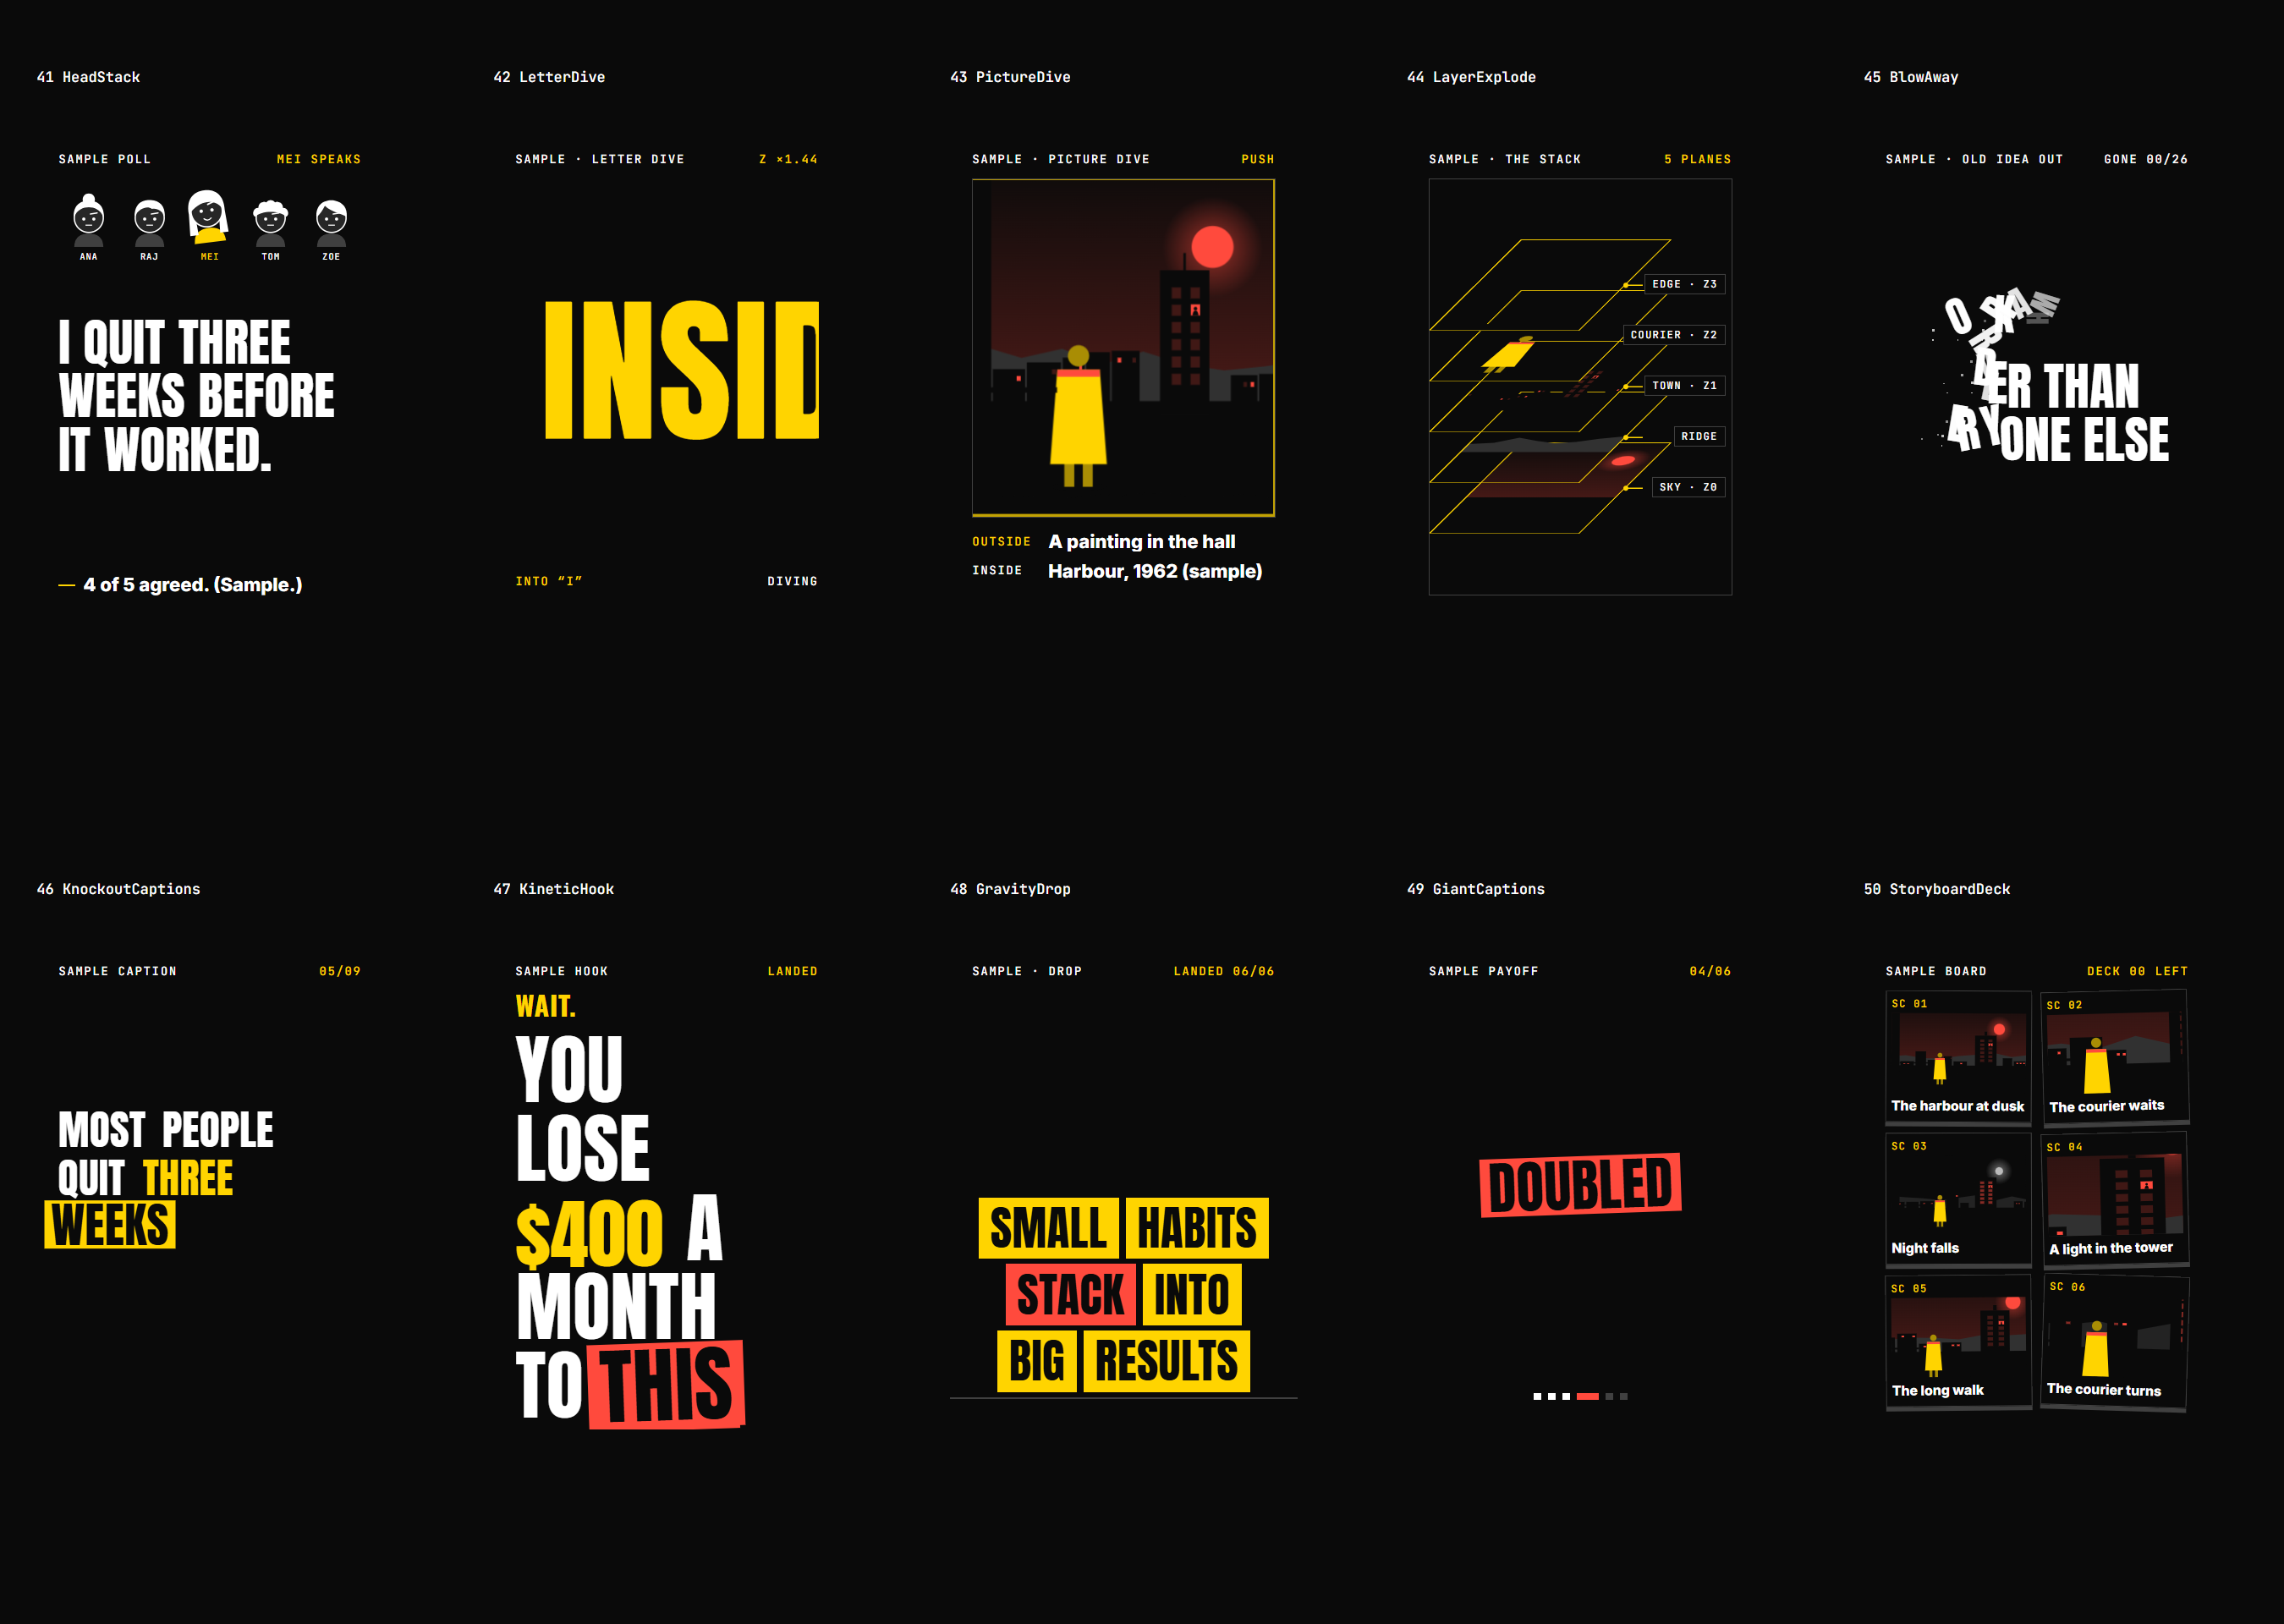 41 HeadStack
SAMPLE POLL
MEI SPEAKS
ANA
RAJ
MEI
TOM
ZOE
I QUIT THREE
WEEKS BEFORE
IT WORKED.
— 4 of 5 agreed. (Sample.)
42 LetterDive
SAMPLE · LETTER DIVE
Z ×1.44
INSID
INTO “I”
DIVING
43 PictureDive
SAMPLE · PICTURE DIVE
PUSH
OUTSIDE A painting in the hall
INSIDE Harbour, 1962 (sample)
44 LayerExplode
SAMPLE · THE STACK
5 PLANES
EDGE · Z3
COURIER · Z2
TOWN · Z1
RIDGE
SKY · Z0
45 BlowAway
SAMPLE · OLD IDEA OUT
GONE 00/26
ER THAN
RYONE ELSE
46 KnockoutCaptions
SAMPLE CAPTION
05/09
MOST PEOPLE
QUIT THREE
WEEKS
47 KineticHook
SAMPLE HOOK
LANDED
WAIT.
YOU
LOSE
$400 A
MONTH
TO THIS
48 GravityDrop
SAMPLE · DROP
LANDED 06/06
SMALL HABITS
STACK INTO
BIG RESULTS
49 GiantCaptions
SAMPLE PAYOFF
04/06
DOUBLED
50 StoryboardDeck
SAMPLE BOARD
DECK 00 LEFT
SC 01
The harbour at dusk
SC 02
The courier waits
SC 03
Night falls
SC 04
A light in the tower
SC 05
The long walk
SC 06
The courier turns